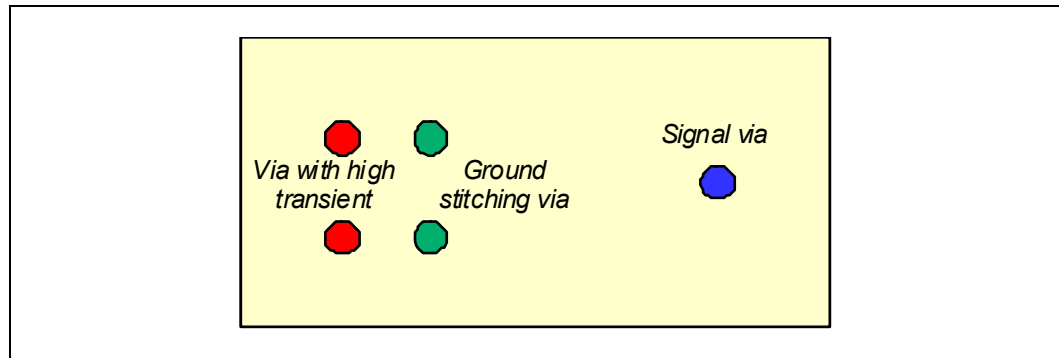 Signal via
Via with high
transient
Ground
stitching via